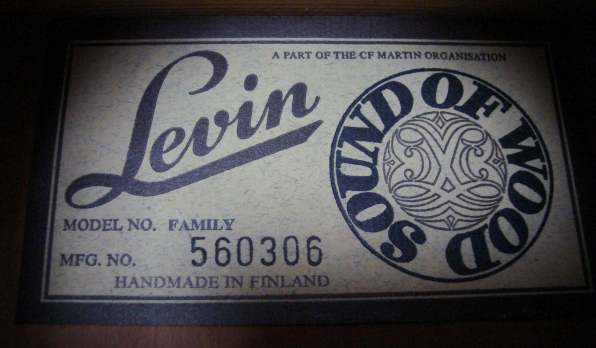 A PART OF THE CF MARTIN ORGANISATION
Levin
SOUND OF WOOD
MODEL NO. FAMILY
MFG. NO. 560306
HANDMADE IN FINLAND